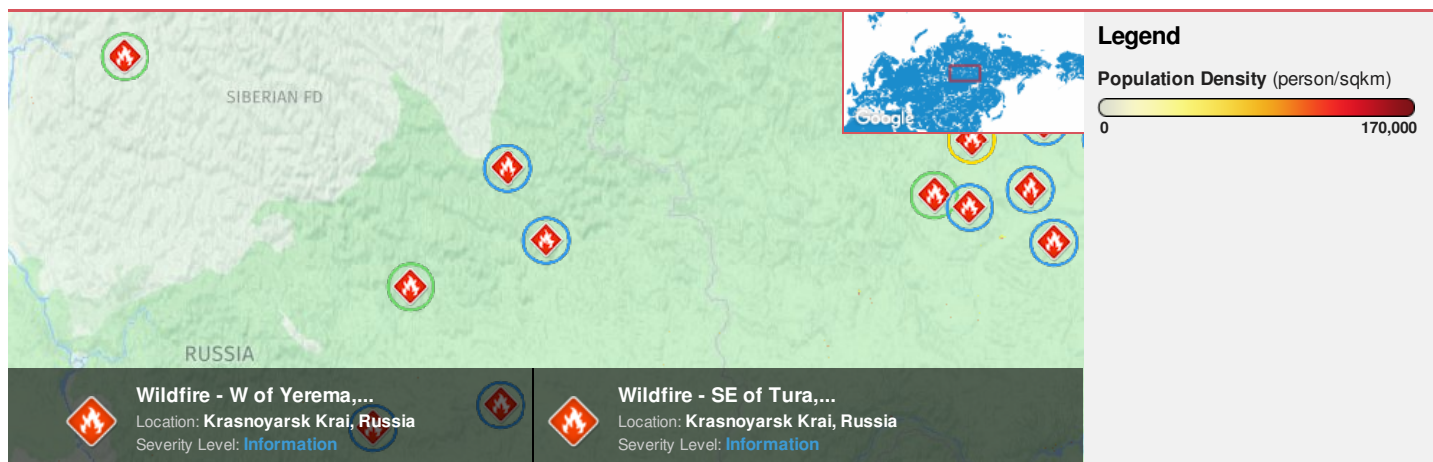 SIBERIAN FD
RUSSIA
Google
Legend
Population Density (person/sqkm)
0 170,000
Wildfire - W of Yerema,...
Location: Krasnoyarsk Krai, Russia
Severity Level: Information
Wildfire - SE of Tura,...
Location: Krasnoyarsk Krai, Russia
Severity Level: Information